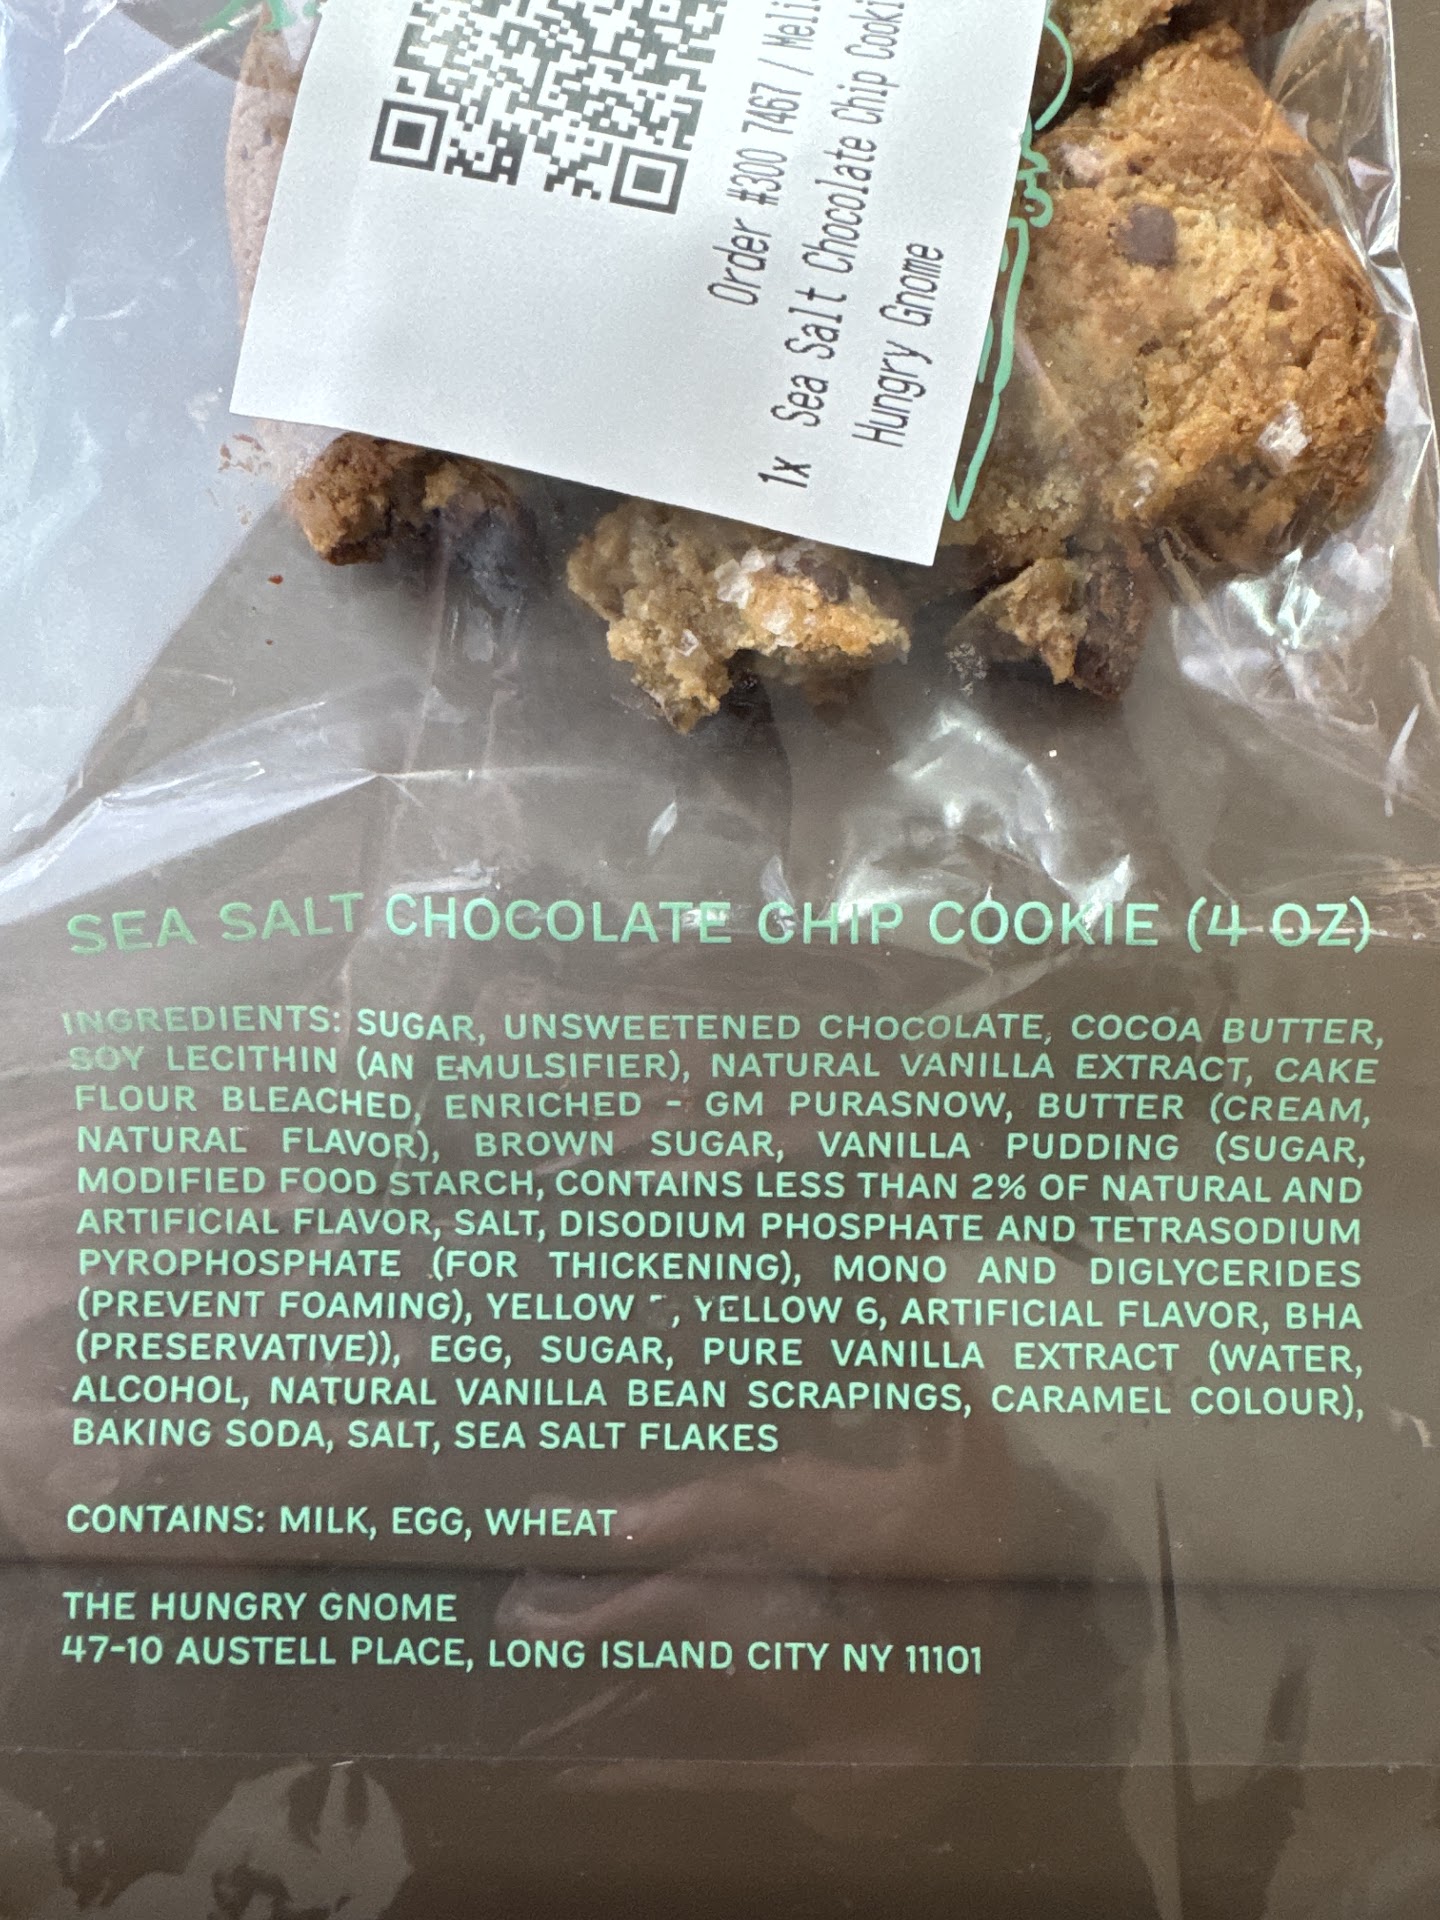 Order #300 7467 / Meli
1x Sea Salt Chocolate Chip Cooki
Hungry Gnome
SEA SALT CHOCOLATE CHIP COOKIE (4 OZ)
INGREDIENTS: SUGAR, UNSWEETENED CHOCOLATE, COCOA BUTTER,
SOY LECITHIN (AN EMULSIFIER), NATURAL VANILLA EXTRACT, CAKE
FLOUR BLEACHED, ENRICHED - GM PURASNOW, BUTTER (CREAM,
NATURAL FLAVOR), BROWN SUGAR, VANILLA PUDDING (SUGAR,
MODIFIED FOOD STARCH, CONTAINS LESS THAN 2% OF NATURAL AND
ARTIFICIAL FLAVOR, SALT, DISODIUM PHOSPHATE AND TETRASODIUM
PYROPHOSPHATE (FOR THICKENING), MONO AND DIGLYCERIDES
(PREVENT FOAMING), YELLOW , YELLOW 6, ARTIFICIAL FLAVOR, BHA
(PRESERVATIVE)), EGG, SUGAR, PURE VANILLA EXTRACT (WATER,
ALCOHOL, NATURAL VANILLA BEAN SCRAPINGS, CARAMEL COLOUR),
BAKING SODA, SALT, SEA SALT FLAKES
CONTAINS: MILK, EGG, WHEAT
THE HUNGRY GNOME
47-10 AUSTELL PLACE, LONG ISLAND CITY NY 11101